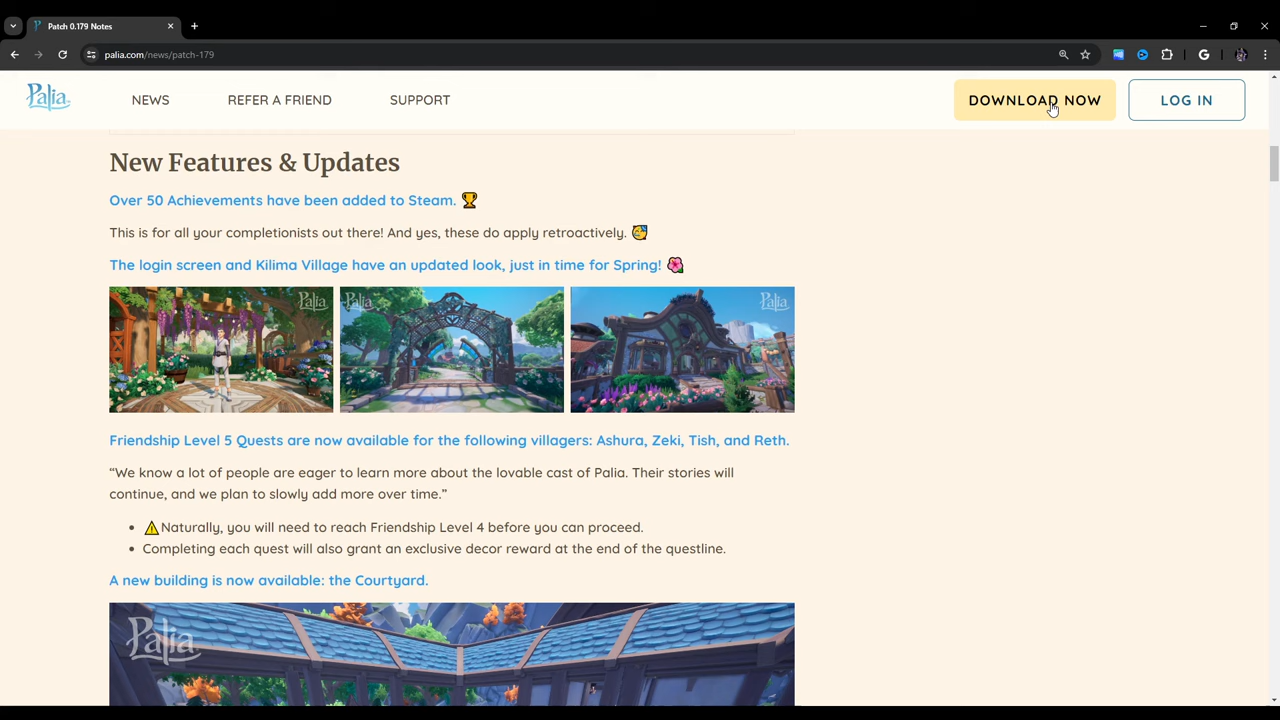 Patch 0.179 Notes
palia.com/news/patch-179
Palia
NEWS
REFER A FRIEND
SUPPORT
DOWNLOAD NOW
LOG IN
New Features & Updates
Over 50 Achievements have been added to Steam. 🏆
This is for all your completionists out there! And yes, these do apply retroactively. 🥳
The login screen and Kilima Village have an updated look, just in time for Spring! 🌺
Palia
Palia
Palia
Friendship Level 5 Quests are now available for the following villagers: Ashura, Zeki, Tish, and Reth.
“We know a lot of people are eager to learn more about the lovable cast of Palia. Their stories will
continue, and we plan to slowly add more over time.”
• ⚠️Naturally, you will need to reach Friendship Level 4 before you can proceed.
• Completing each quest will also grant an exclusive decor reward at the end of the questline.
A new building is now available: the Courtyard.
Palia